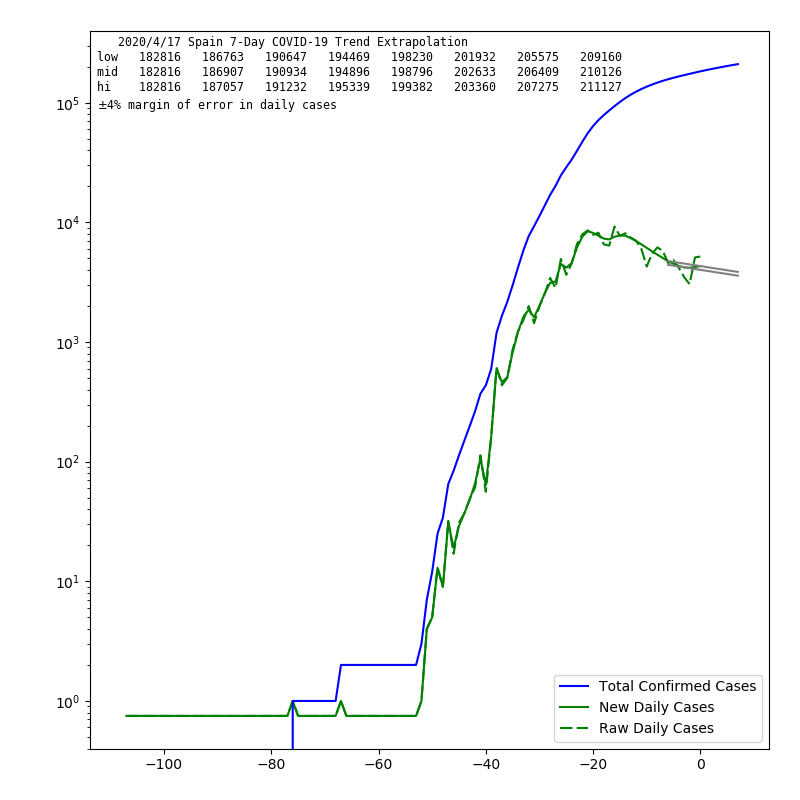 2020/4/17 Spain 7-Day COVID-19 Trend Extrapolation
low 182816 186763 190647 194469 198230 201932 205575 209160
mid 182816 186907 190934 194896 198796 202633 206409 210126
hi 182816 187057 191232 195339 199382 203360 207275 211127
±4% margin of error in daily cases
10⁵
10⁴
10³
10²
10¹
10⁰
Total Confirmed Cases
New Daily Cases
Raw Daily Cases
−100 −80 −60 −40 −20 0